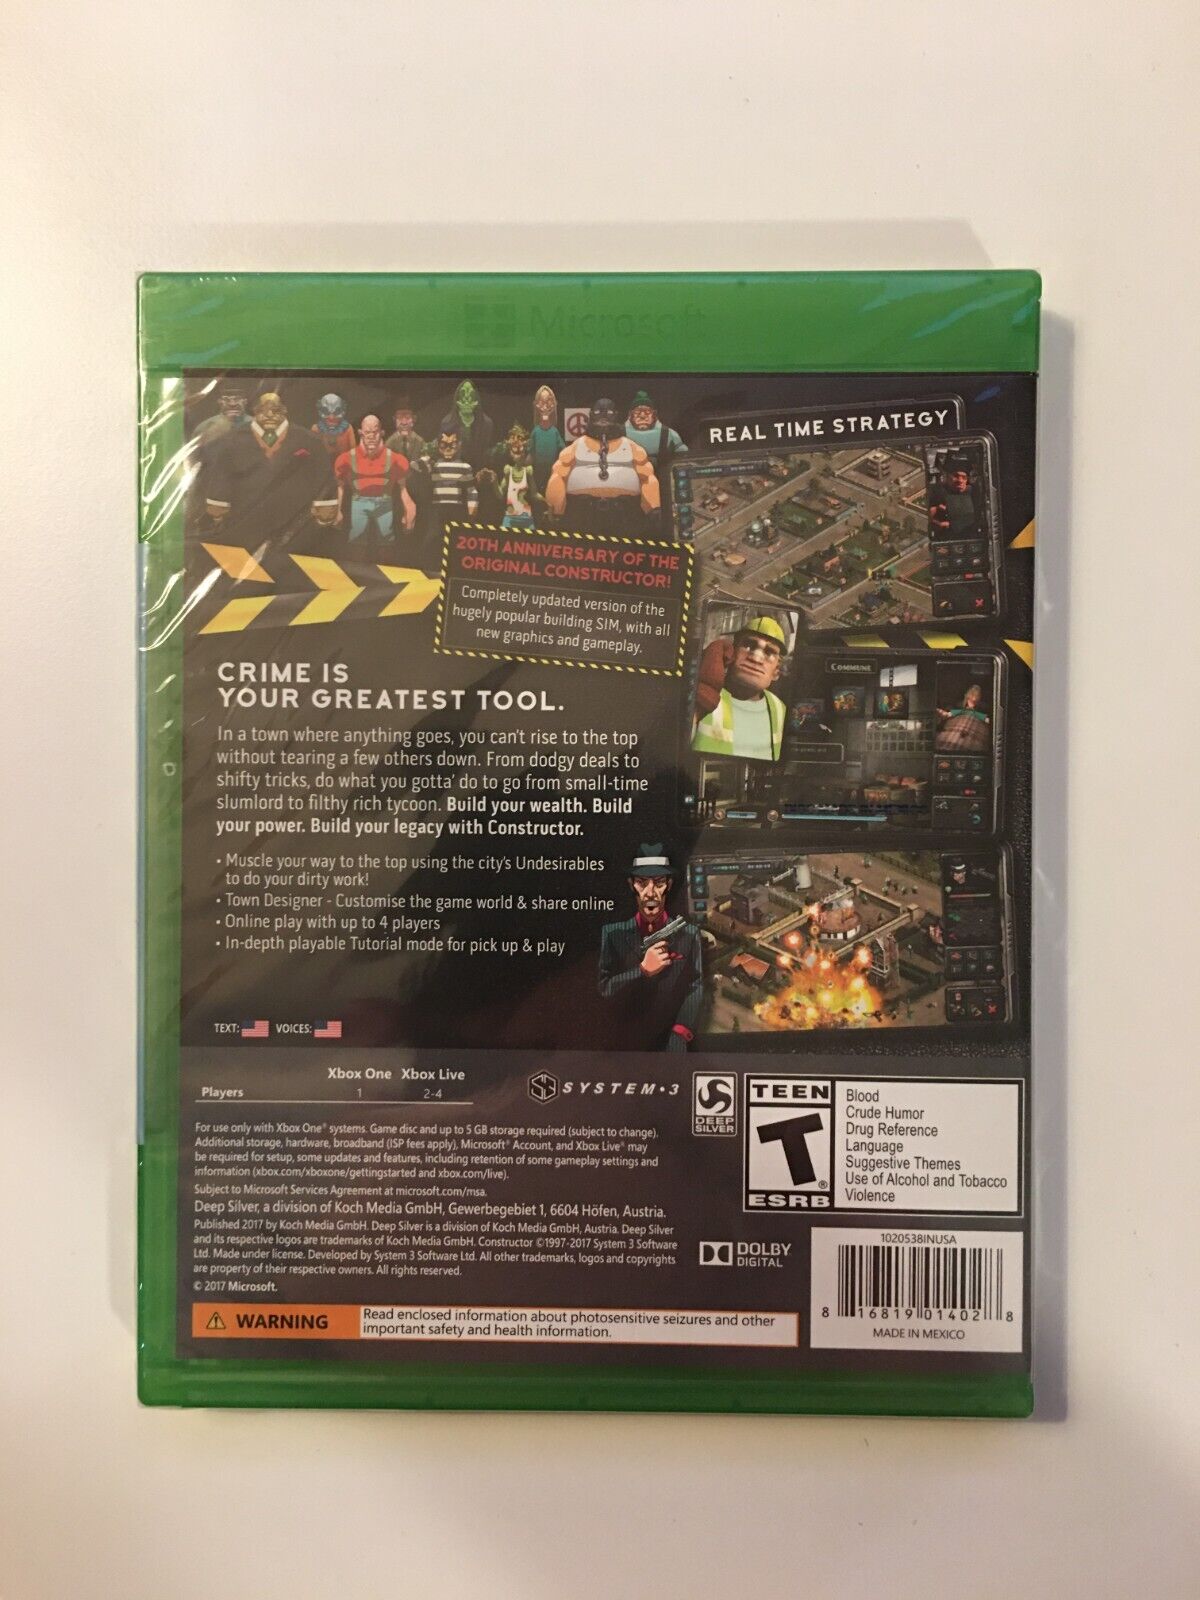 Microsoft
REAL TIME STRATEGY
20TH ANNIVERSARY OF THE
ORIGINAL CONSTRUCTOR!
Completely updated version of the
hugely popular building SIM, with all
new graphics and gameplay.
COMMUNE
CRIME IS
YOUR GREATEST TOOL.
In a town where anything goes, you can't rise to the top
without tearing a few others down. From dodgy deals to
shifty tricks, do what you gotta' do to go from small-time
slumlord to filthy rich tycoon. Build your wealth. Build
your power. Build your legacy with Constructor.
• Muscle your way to the top using the city's Undesirables
to do your dirty work!
• Town Designer - Customise the game world & share online
• Online play with up to 4 players
• In-depth playable Tutorial mode for pick up & play
TEXT: VOICES:
Xbox One Xbox Live
Players 1 2-4
SYSTEM•3
DEEP
SILVER
TEEN
T
®
ESRB
Blood
Crude Humor
Drug Reference
Language
Suggestive Themes
Use of Alcohol and Tobacco
Violence
For use only with Xbox One® systems. Game disc and up to 5 GB storage required (subject to change).
Additional storage, hardware, broadband (ISP fees apply), Microsoft® Account, and Xbox Live® may
be required for setup, some updates and features, including retention of some gameplay settings and
information (xbox.com/xboxone/gettingstarted and xbox.com/live).
Subject to Microsoft Services Agreement at microsoft.com/msa.
Deep Silver, a division of Koch Media GmbH, Gewerbegebiet 1, 6604 Höfen, Austria.
Published 2017 by Koch Media GmbH. Deep Silver is a division of Koch Media GmbH, Austria. Deep Silver
and its respective logos are trademarks of Koch Media GmbH. Constructor ©1997-2017 System 3 Software
Ltd. Made under license. Developed by System 3 Software Ltd. All other trademarks, logos and copyrights
are property of their respective owners. All rights reserved.
© 2017 Microsoft.
DOLBY
DIGITAL
1020538INUSA
8 16819 01402 8
MADE IN MEXICO
WARNING
Read enclosed information about photosensitive seizures and other
important safety and health information.